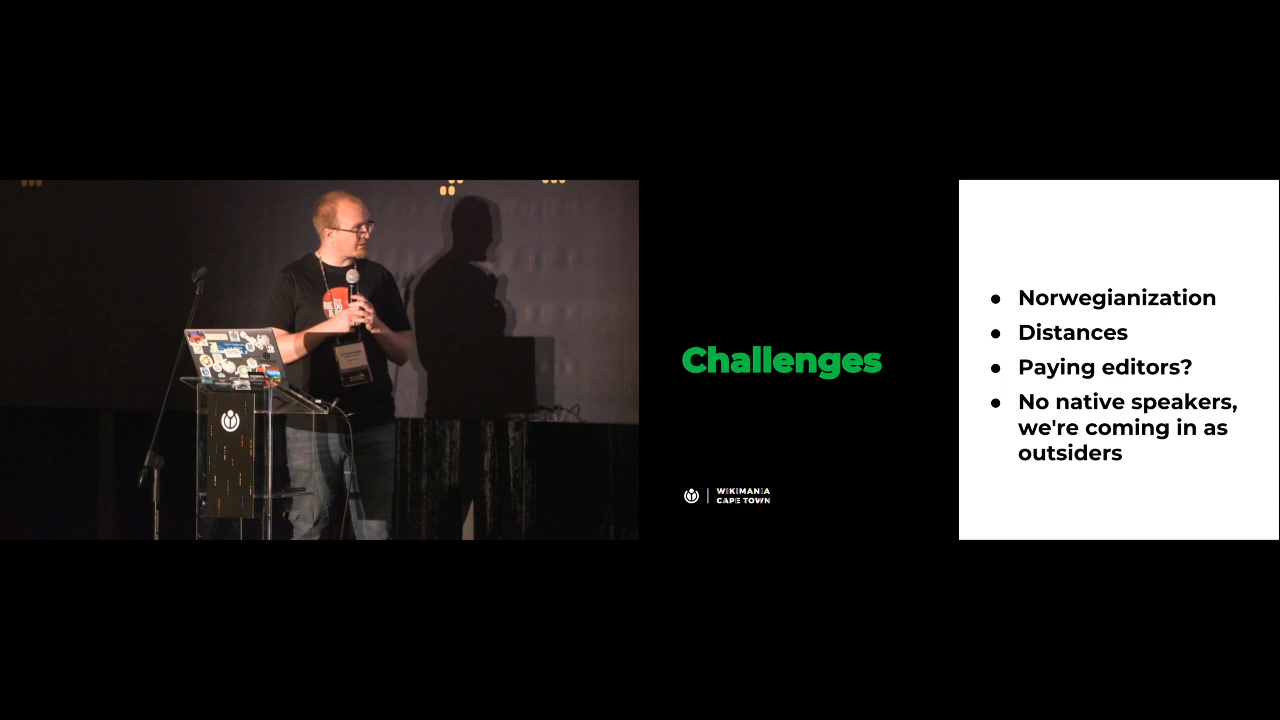 Challenges
WIKIMANIA
CAPE TOWN
● Norwegianization
● Distances
● Paying editors?
● No native speakers,
we're coming in as
outsiders